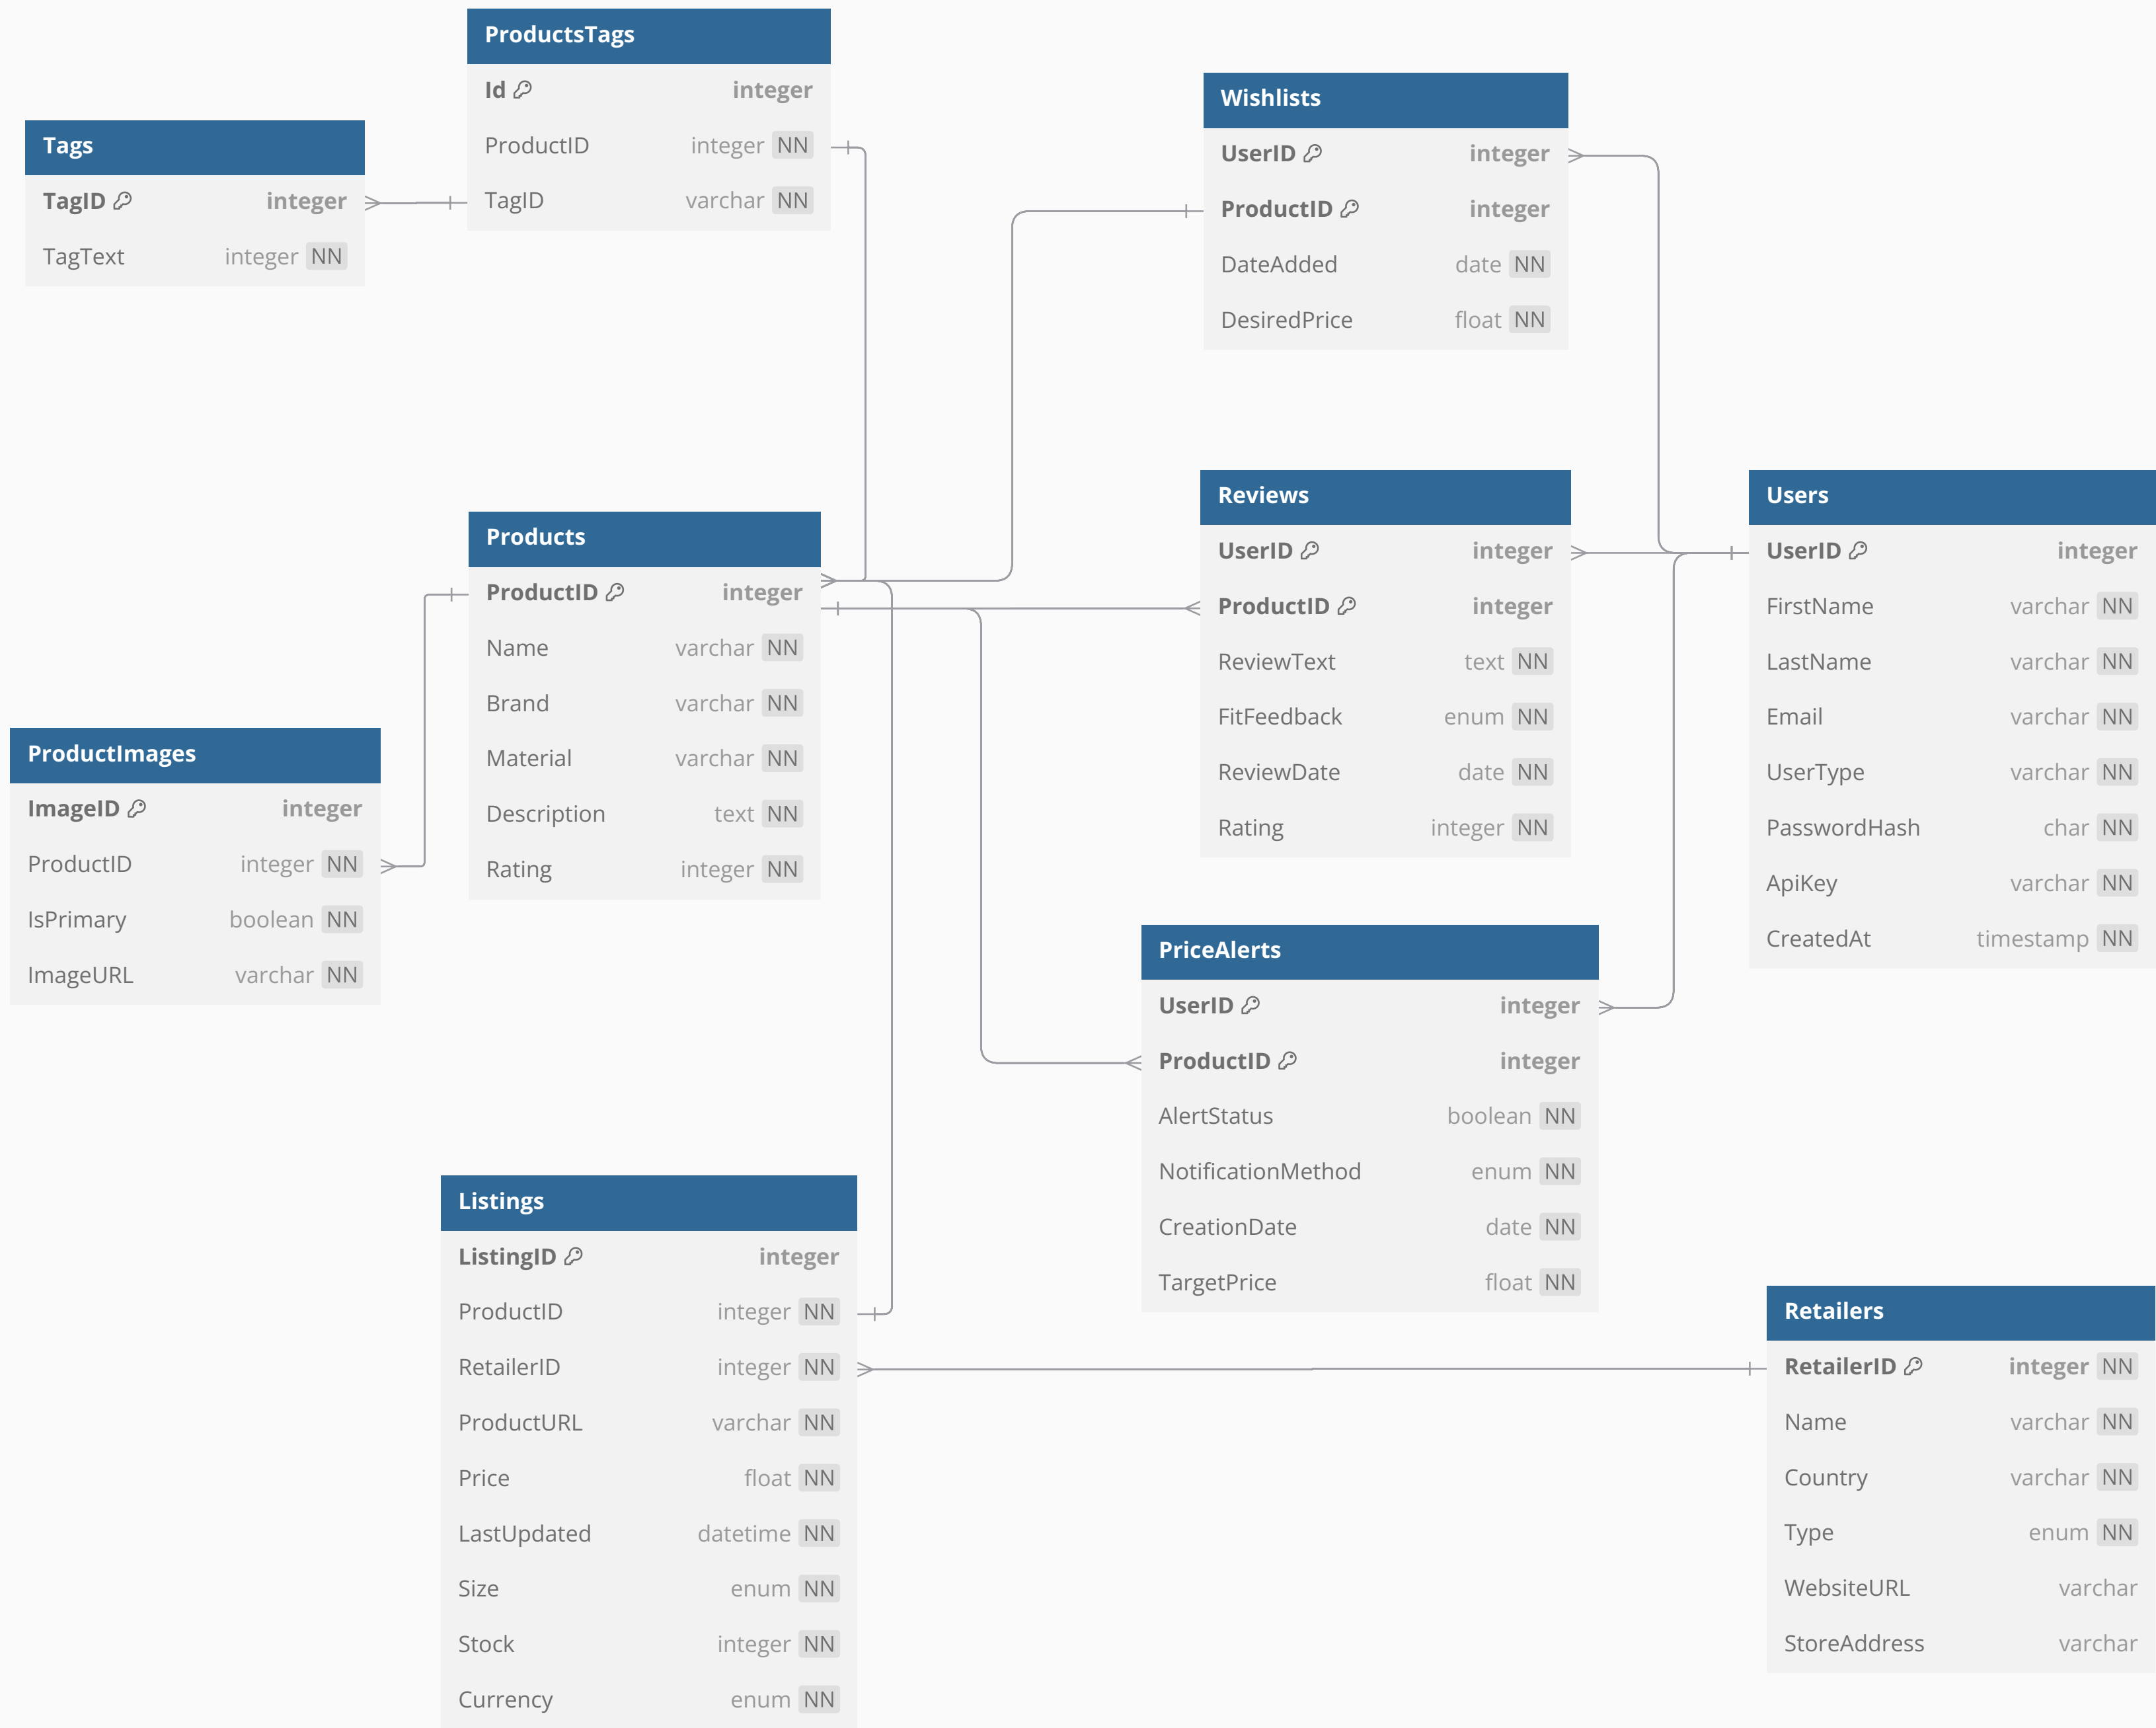 ProductsTags
Id integer
ProductID integer NN
TagID varchar NN
Tags
TagID integer
TagText integer NN
Wishlists
UserID integer
ProductID integer
DateAdded date NN
DesiredPrice float NN
Products
ProductID integer
Name varchar NN
Brand varchar NN
Material varchar NN
Description text NN
Rating integer NN
Reviews
UserID integer
ProductID integer
ReviewText text NN
FitFeedback enum NN
ReviewDate date NN
Rating integer NN
Users
UserID integer
FirstName varchar NN
LastName varchar NN
Email varchar NN
UserType varchar NN
PasswordHash char NN
ApiKey varchar NN
CreatedAt timestamp NN
ProductImages
ImageID integer
ProductID integer NN
IsPrimary boolean NN
ImageURL varchar NN
PriceAlerts
UserID integer
ProductID integer
AlertStatus boolean NN
NotificationMethod enum NN
CreationDate date NN
TargetPrice float NN
Listings
ListingID integer
ProductID integer NN
RetailerID integer NN
ProductURL varchar NN
Price float NN
LastUpdated datetime NN
Size enum NN
Stock integer NN
Currency enum NN
Retailers
RetailerID integer NN
Name varchar NN
Country varchar NN
Type enum NN
WebsiteURL varchar
StoreAddress varchar